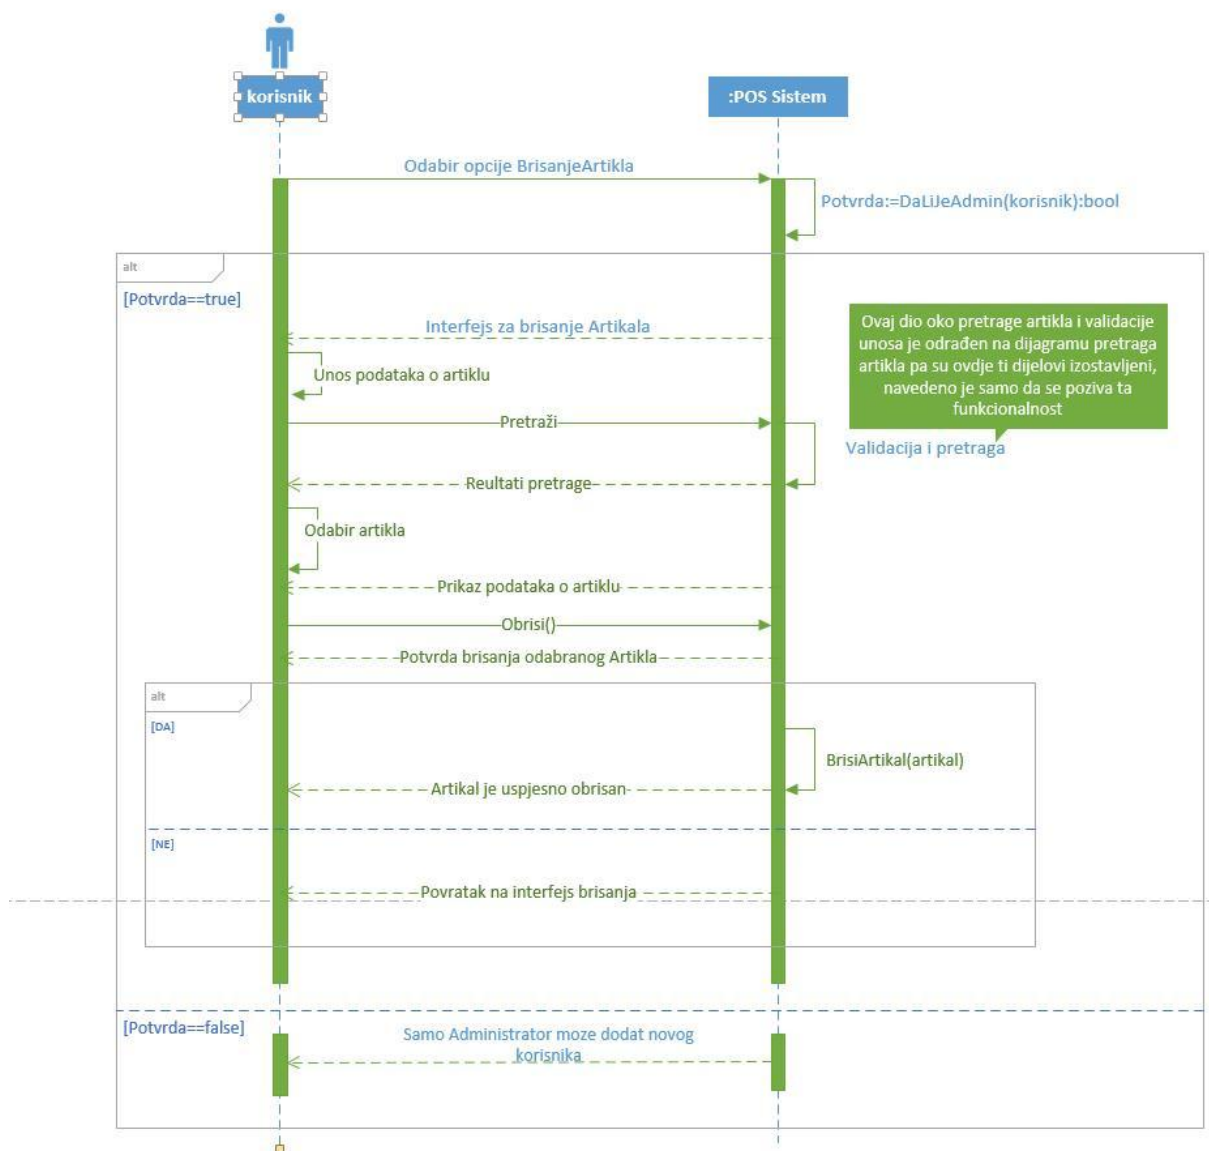 korisnik
:POS Sistem
Odabir opcije BrisanjeArtikla
Potvrda:=DaLiJeAdmin(korisnik):bool
alt
[Potvrda==true]
Interfejs za brisanje Artikala
Ovaj dio oko pretrage artikla i validacije
unosa je odrađen na dijagramu pretraga
artikla pa su ovdje ti dijelovi izostavljeni,
navedeno je samo da se poziva ta
funkcionalnost
Unos podataka o artiklu
Pretraži
Validacija i pretraga
Reultati pretrage
Odabir artikla
Prikaz podataka o artiklu
Obrisi()
Potvrda brisanja odabranog Artikla
alt
[DA]
BrisiArtikal(artikal)
Artikal je uspjesno obrisan
[NE]
Povratak na interfejs brisanja
[Potvrda==false]
Samo Administrator moze dodat novog
korisnika